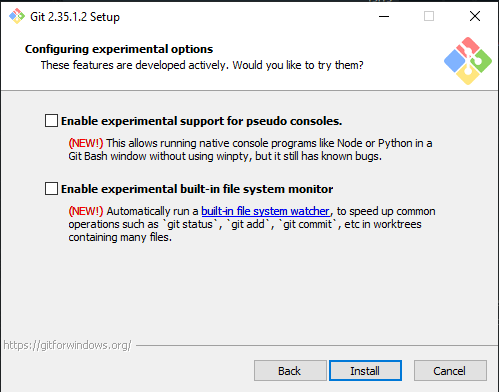 Git 2.35.1.2 Setup
Configuring experimental options
These features are developed actively. Would you like to try them?
Enable experimental support for pseudo consoles.
(NEW!) This allows running native console programs like Node or Python in a
Git Bash window without using winpty, but it still has known bugs.
Enable experimental built-in file system monitor
(NEW!) Automatically run a built-in file system watcher, to speed up common
operations such as `git status`, `git add`, `git commit`, etc in worktrees
containing many files.
https://gitforwindows.org/
Back
Install
Cancel